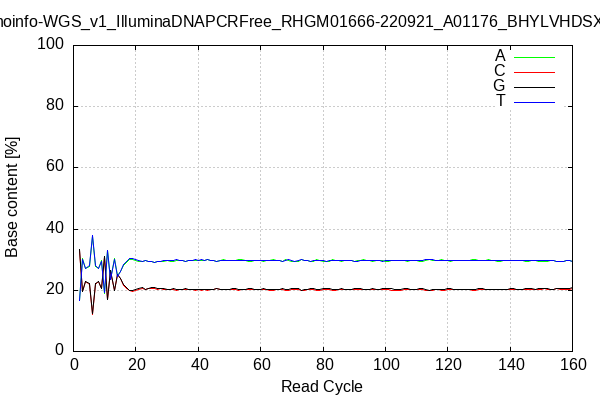 noinfo-WGS_v1_IlluminaDNAPCRFree_RHGM01666-220921_A01176_BHYLVHDSX
A
C
G
T
100
80
60
40
20
0
Base content [%]
0 20 40 60 80 100 120 140 160
Read Cycle